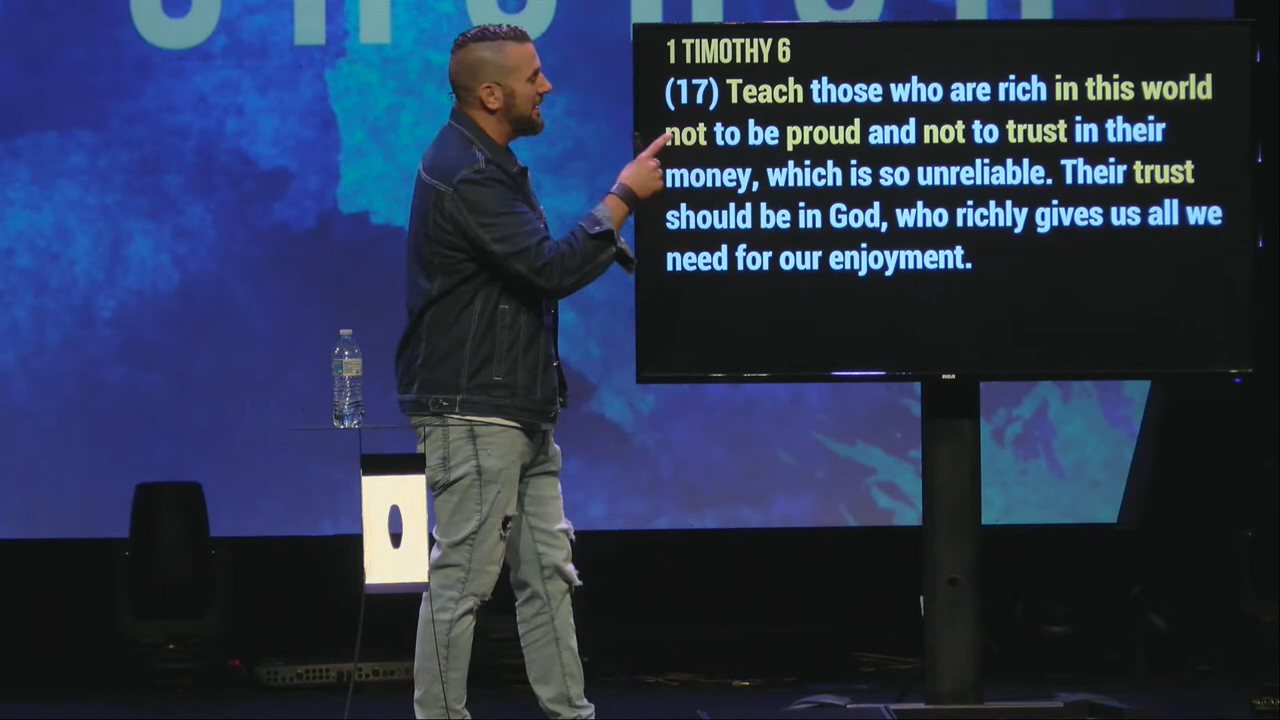 1 TIMOTHY 6
(17) Teach those who are rich in this world
not to be proud and not to trust in their
money, which is so unreliable. Their trust
should be in God, who richly gives us all we
need for our enjoyment.
RCA